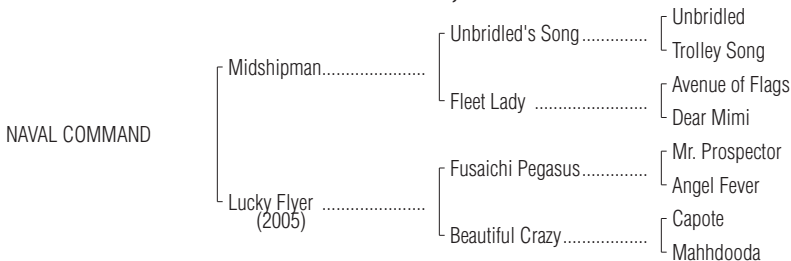 Unbridled
Unbridled's Song ..............
Trolley Song
Midshipman......................
Avenue of Flags
Fleet Lady ........................
Dear Mimi
NAVAL COMMAND
Mr. Prospector
Fusaichi Pegasus..............
Angel Fever
Lucky Flyer ......................
(2005)
Capote
Beautiful Crazy..................
Mahhdooda